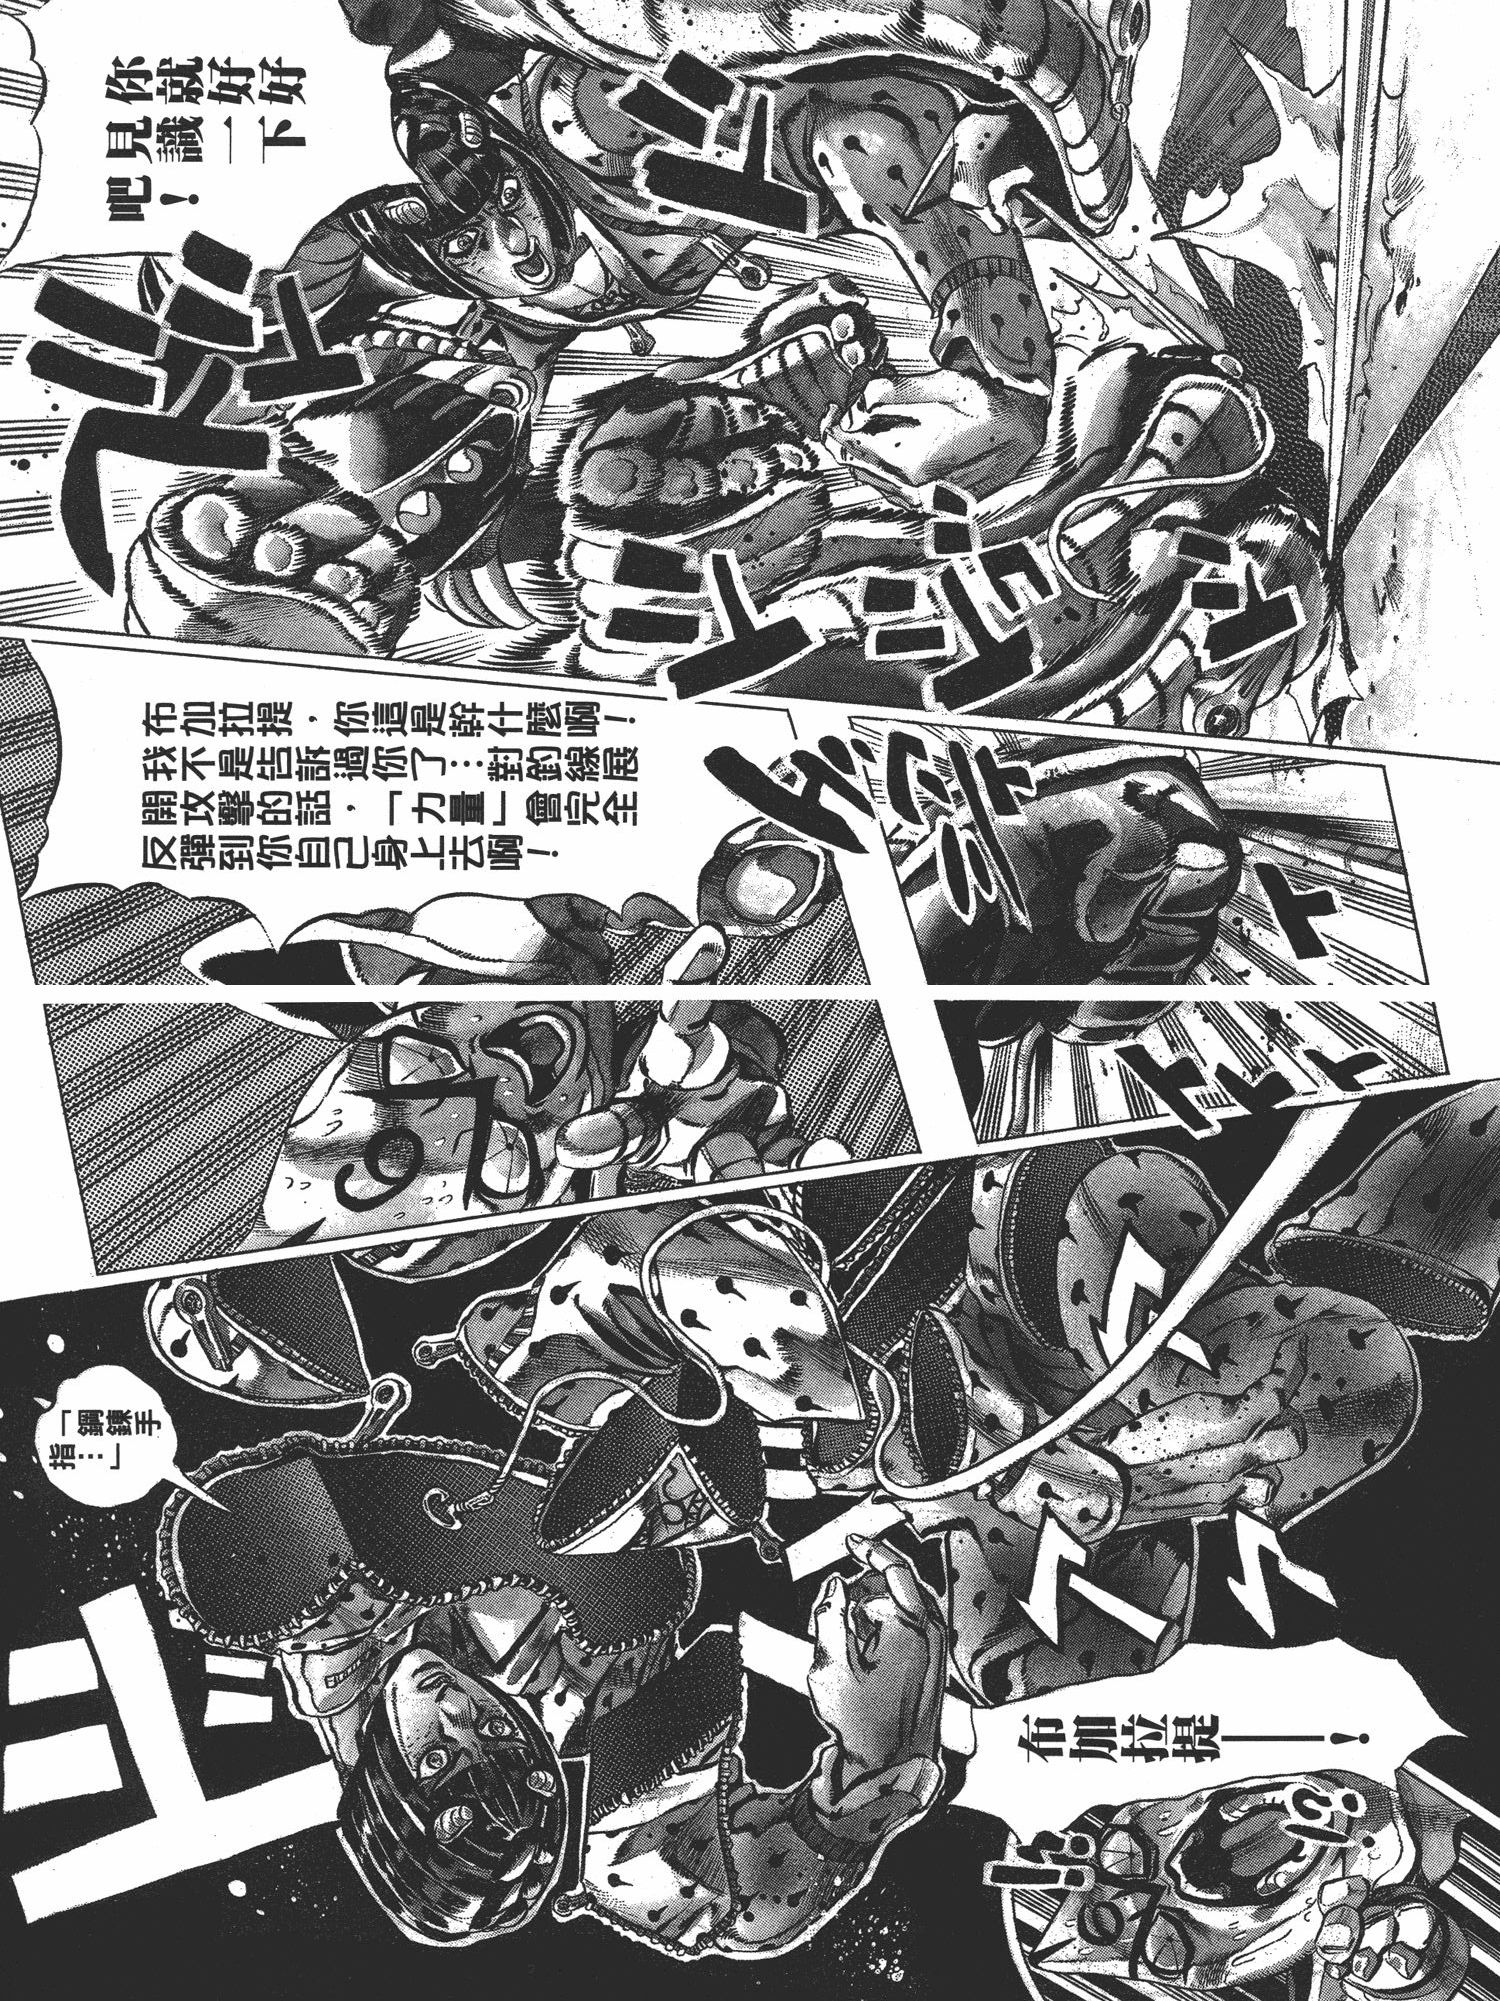 你就好好
見識一下
吧！
布加拉提，你這是幹什麼啊！
我不是告訴過你了…對釣線展
開攻擊的話，「力量」會完全
反彈到你自己身上去啊！
「鋼鍊手
指…」
布加拉提——！